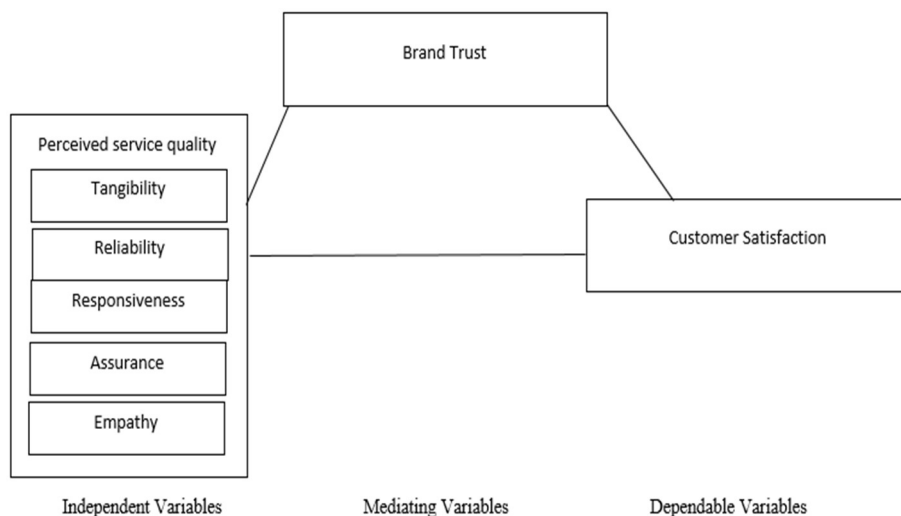 Brand Trust
Perceived service quality
Tangibility
Reliability
Responsiveness
Assurance
Empathy
Customer Satisfaction
Independent Variables
Mediating Variables
Dependable Variables